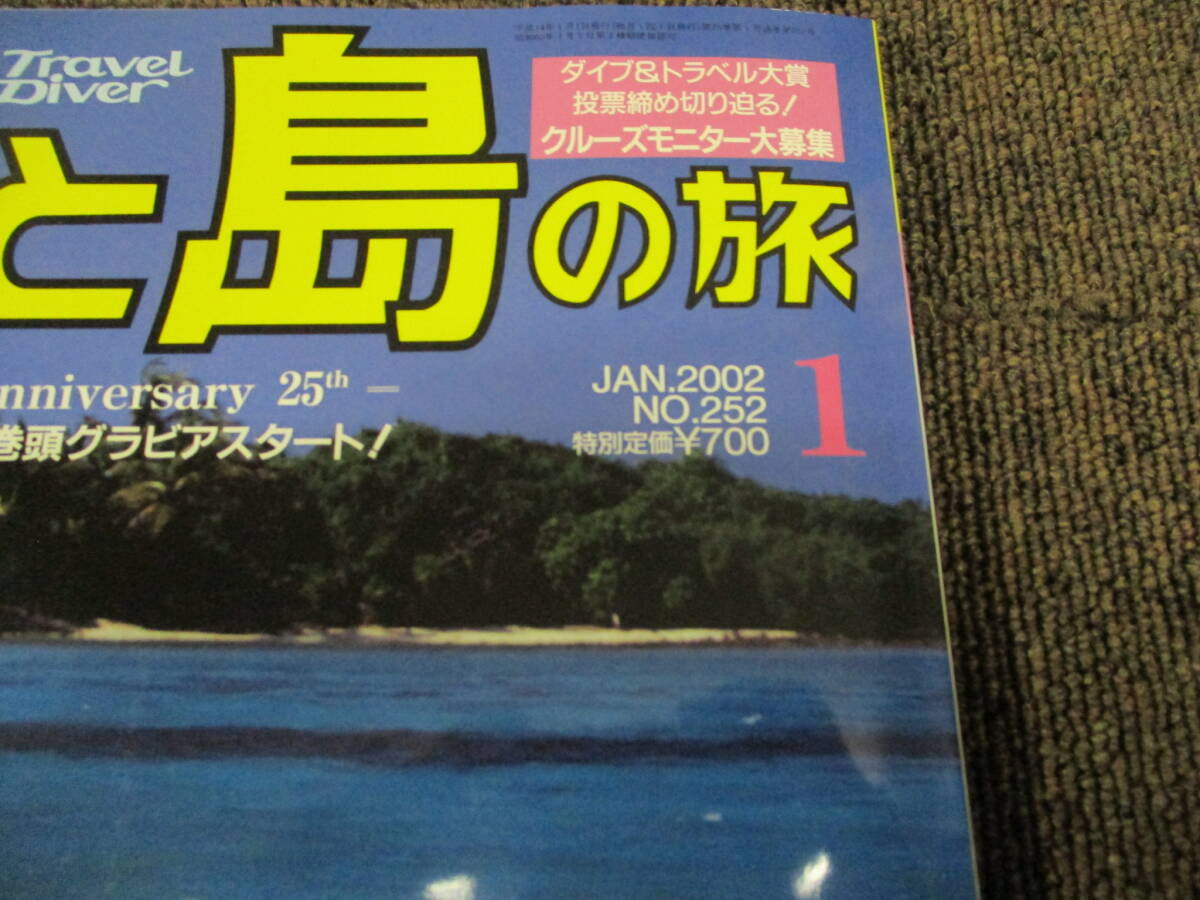 Travel
Diver
ダイブ&トラベル大賞
投票締め切り迫る!
クルーズモニター大募集
と島の旅
nniversary 25th
JAN.2002
NO.252
特別定価¥700
1
巻頭グラビアスタート!